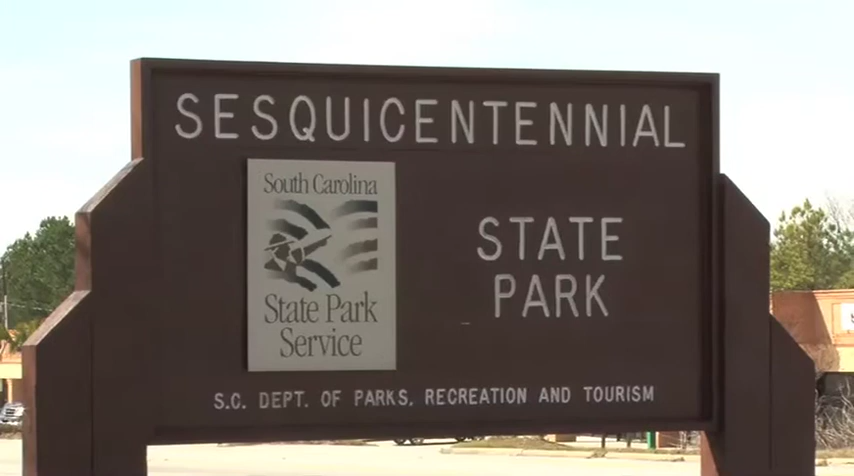 SESQUICENTENNIAL
South Carolina
State Park
Service
STATE
PARK
S.C. DEPT. OF PARKS, RECREATION AND TOURISM